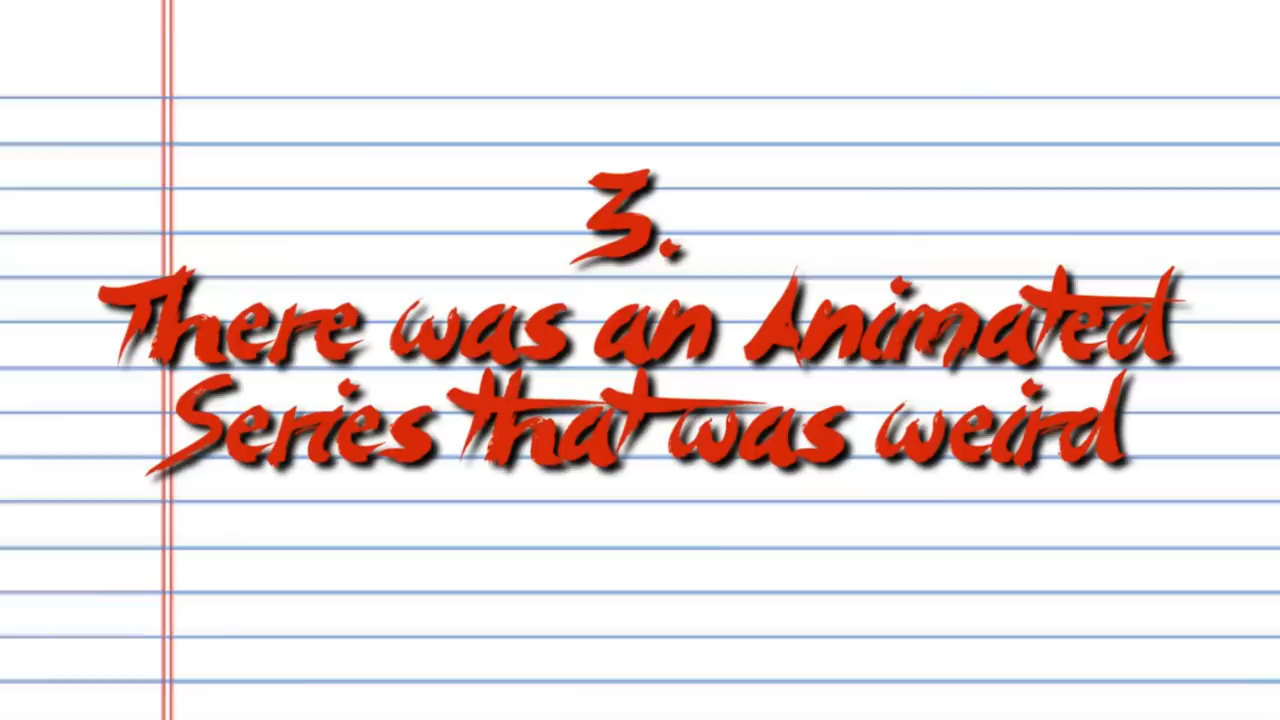 3.
There was an Animated
Series that was weird